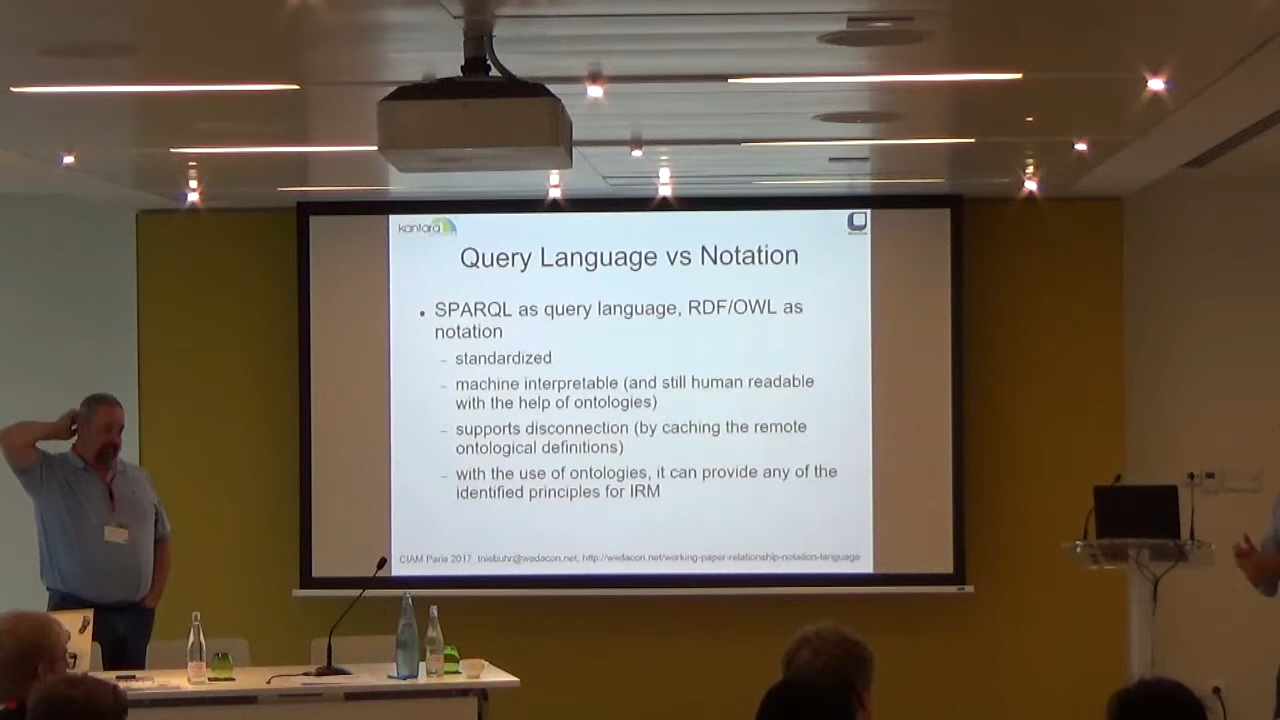 kantara
Query Language vs Notation
• SPARQL as query language, RDF/OWL as
notation
– standardized
– machine interpretable (and still human readable
with the help of ontologies)
– supports disconnection (by caching the remote
ontological definitions)
– with the use of ontologies, it can provide any of the
identified principles for IRM
CIAM Paris 2017 tniebuhr@wedacon.net, http://wedacon.net/working-paper-relationship-notation-language